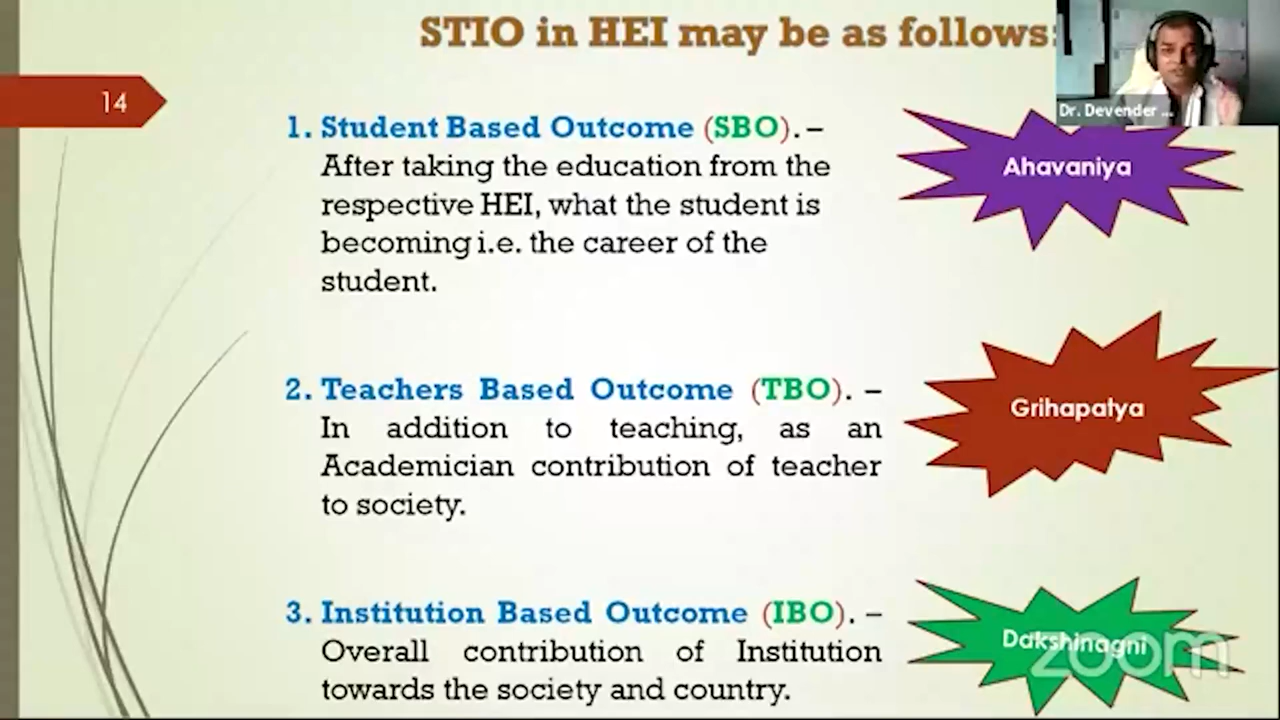 STIO in HEI may be as follows:
14
Dr. Devender ...
1. Student Based Outcome (SBO). –
After taking the education from the
respective HEI, what the student is
becoming i.e. the career of the
student.
Ahavaniya
2. Teachers Based Outcome (TBO). –
In addition to teaching, as an
Academician contribution of teacher
to society.
Grihapatya
3. Institution Based Outcome (IBO). –
Overall contribution of Institution
towards the society and country.
Dakshinagni
zoom